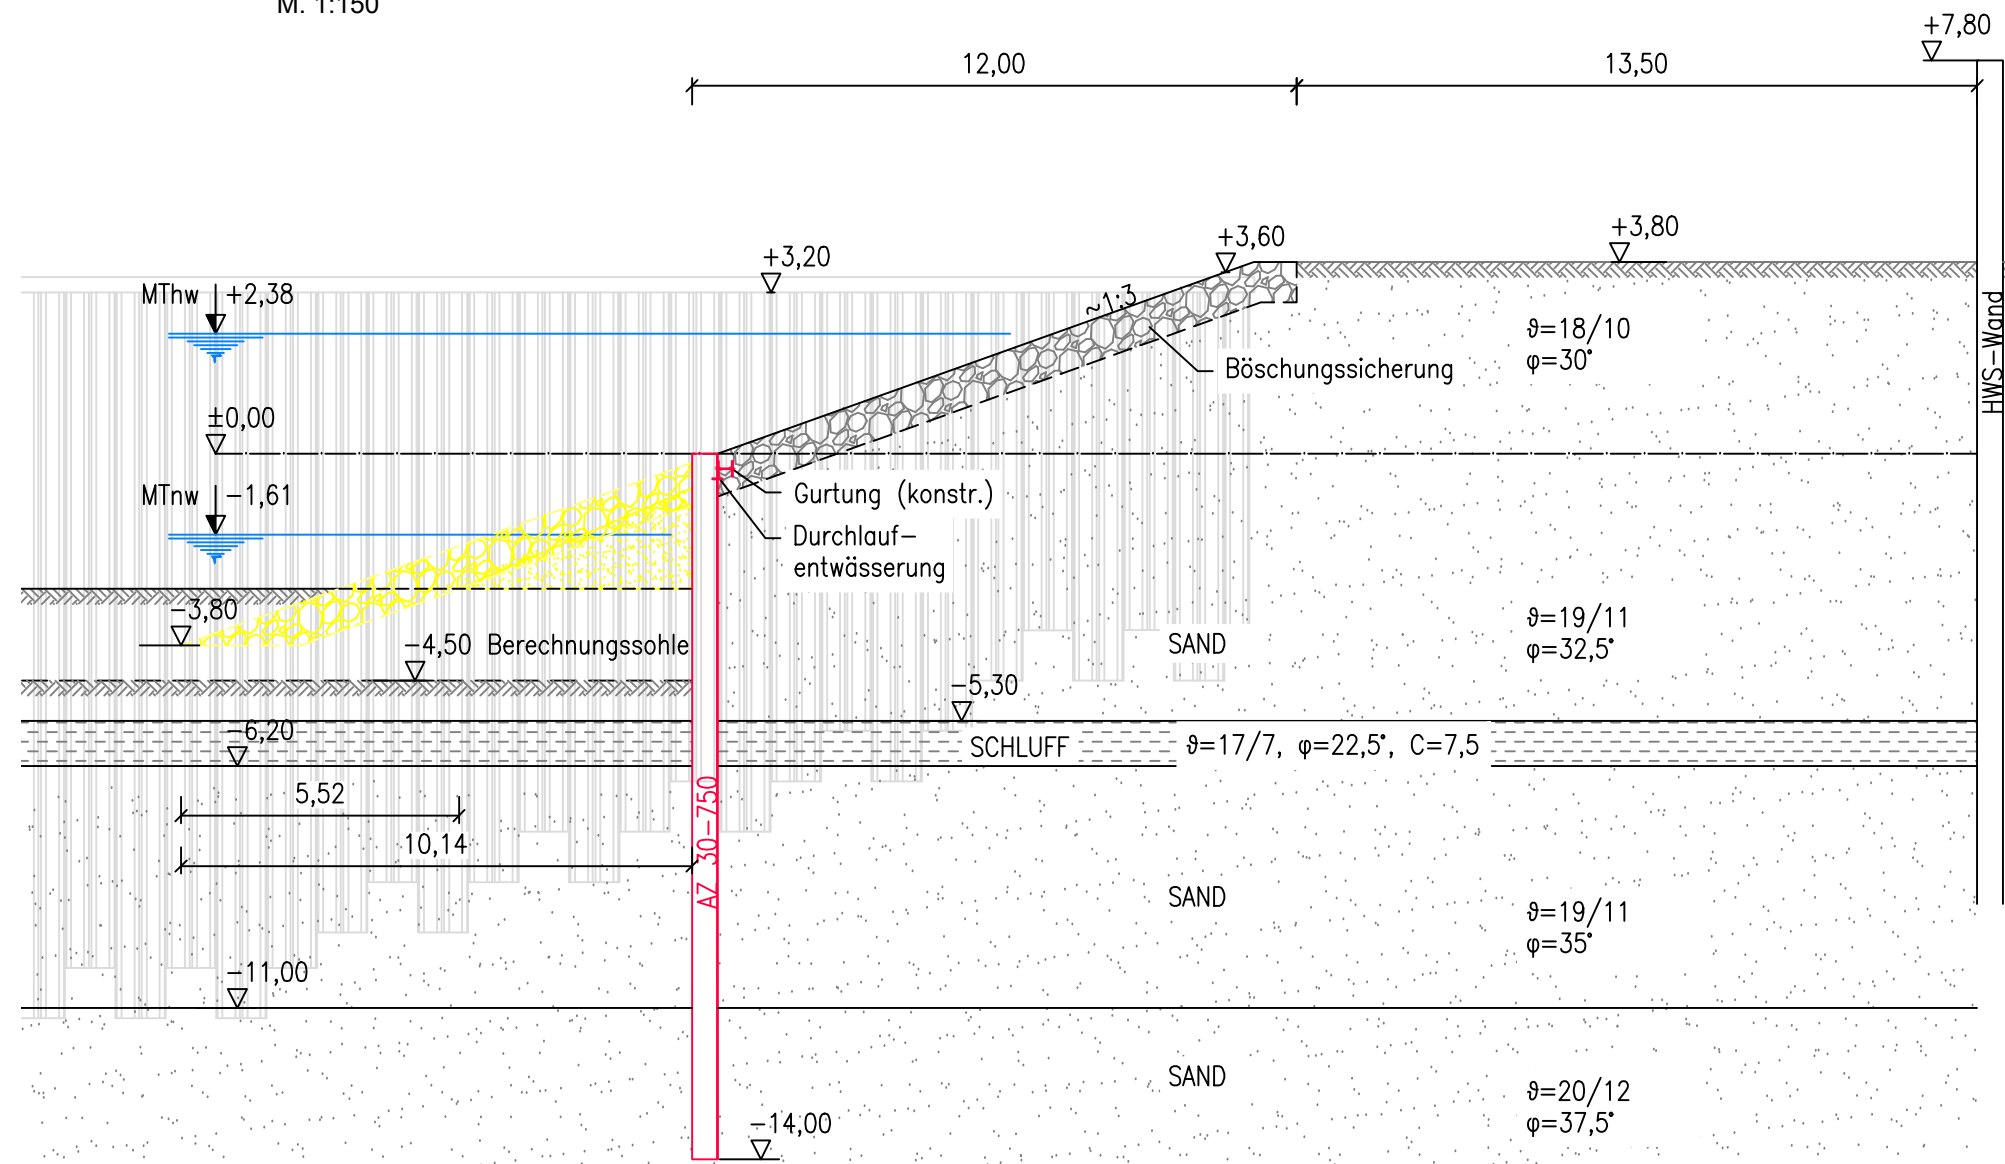 M. 1:150
+7,80
12,00
13,50
+3,20
+3,60
+3,80
MThw
+2,38
~1:3
ϑ=18/10
φ=30°
HWS-Wand
Böschungssicherung
±0,00
MTnw
-1,61
Gurtung (konstr.)
Durchlauf-
entwässerung
-3,80
-4,50 Berechnungssohle
SAND
ϑ=19/11
φ=32,5°
-5,30
-6,20
SCHLUFF
ϑ=17/7, φ=22,5°, C=7,5
5,52
10,14
AZ 30-750
SAND
ϑ=19/11
φ=35°
-11,00
SAND
ϑ=20/12
φ=37,5°
-14,00